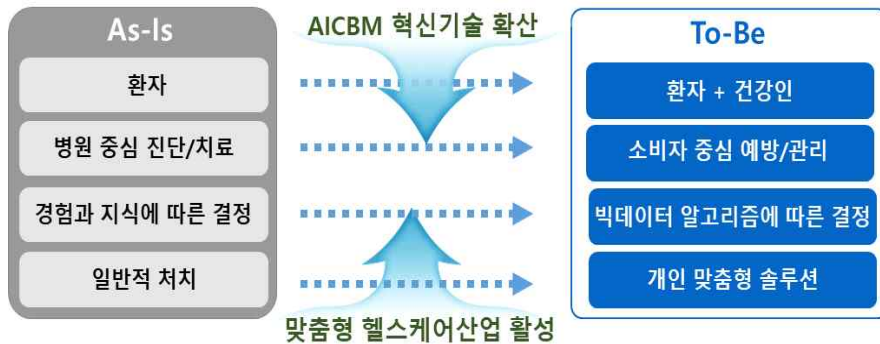 As-Is
AICBM 혁신기술 확산
To-Be
환자
환자 + 건강인
병원 중심 진단/치료
소비자 중심 예방/관리
경험과 지식에 따른 결정
빅데이터 알고리즘에 따른 결정
일반적 처치
개인 맞춤형 솔루션
맞춤형 헬스케어산업 활성